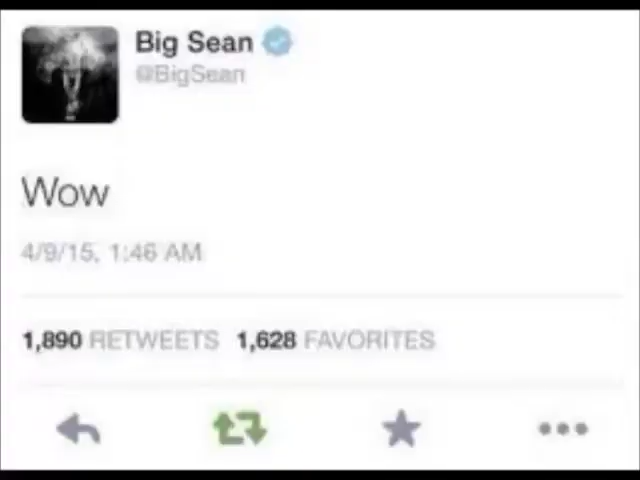 Big Sean
@BigSean
Wow
4/9/15, 1:46 AM
1,890 RETWEETS 1,628 FAVORITES